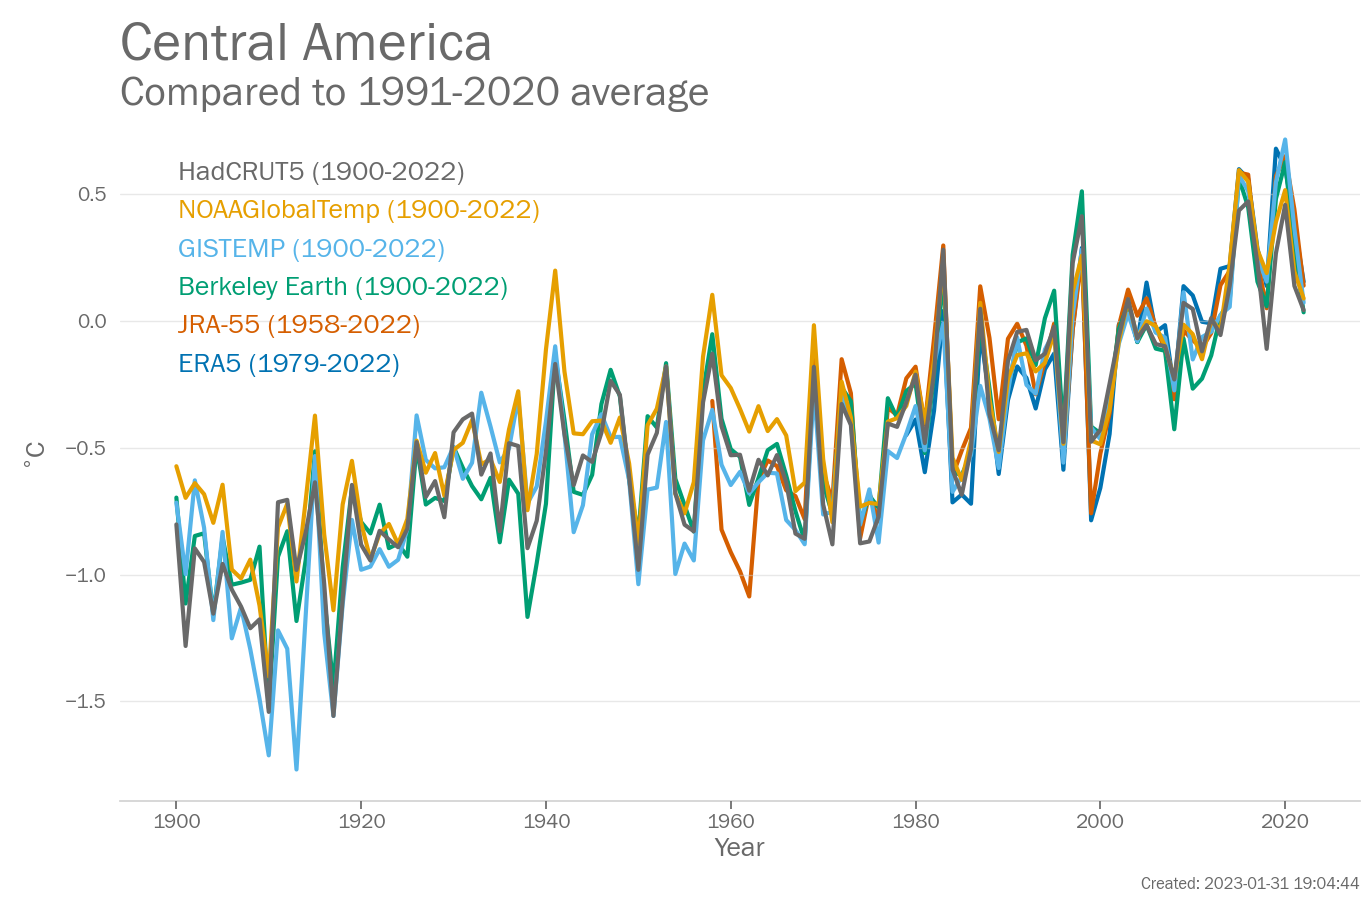 Central America
Compared to 1991-2020 average
HadCRUT5 (1900-2022)
NOAAGlobalTemp (1900-2022)
GISTEMP (1900-2022)
Berkeley Earth (1900-2022)
JRA-55 (1958-2022)
ERA5 (1979-2022)
0.5
0.0
−0.5
−1.0
−1.5
°C
1900 1920 1940 1960 1980 2000 2020
Year
Created: 2023-01-31 19:04:44